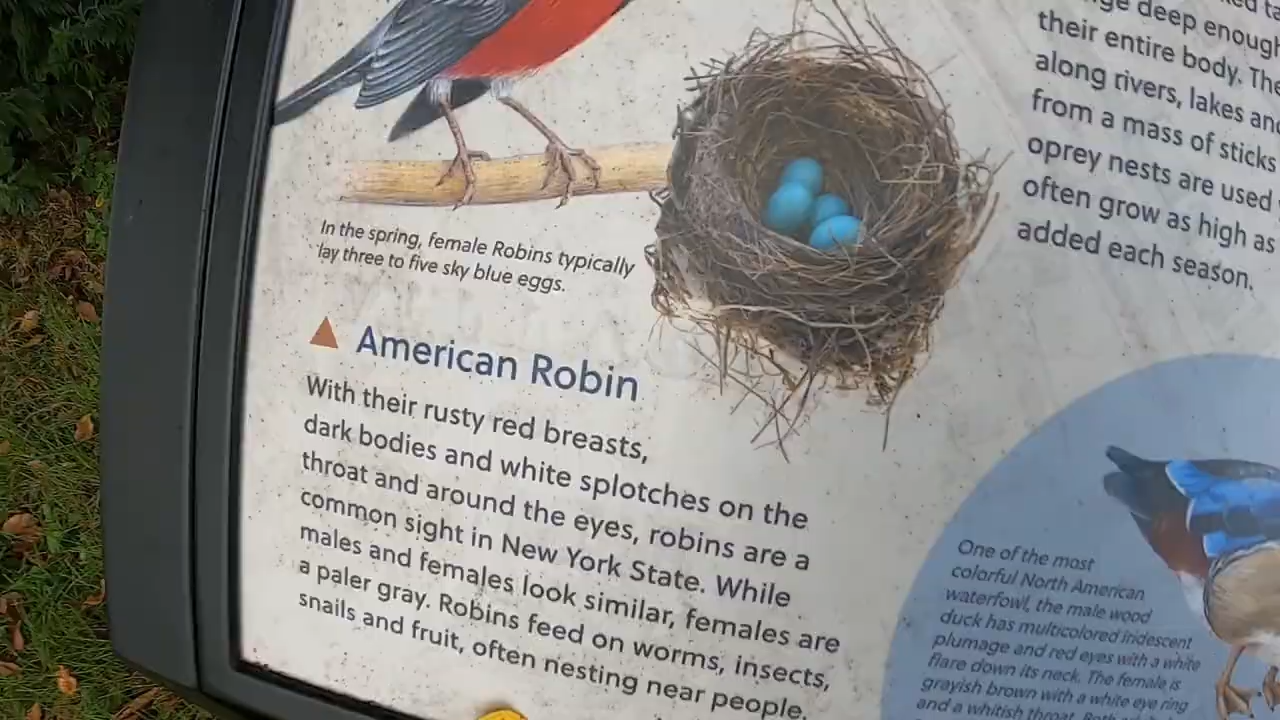 In the spring, female Robins typically
lay three to five sky blue eggs.
American Robin
With their rusty red breasts,
dark bodies and white splotches on the
throat and around the eyes, robins are a
common sight in New York State. While
males and females look similar, females are
a paler gray. Robins feed on worms, insects,
snails and fruit, often nesting near people.
deep enough
their entire body. The
along rivers, lakes and
from a mass of sticks
oprey nests are used
often grow as high as
added each season.
One of the most
colorful North American
waterfowl, the male wood
duck has multicolored iridescent
plumage and red eyes with a white
flare down its neck. The female is
grayish brown with a white eye ring
and a whitish throat.